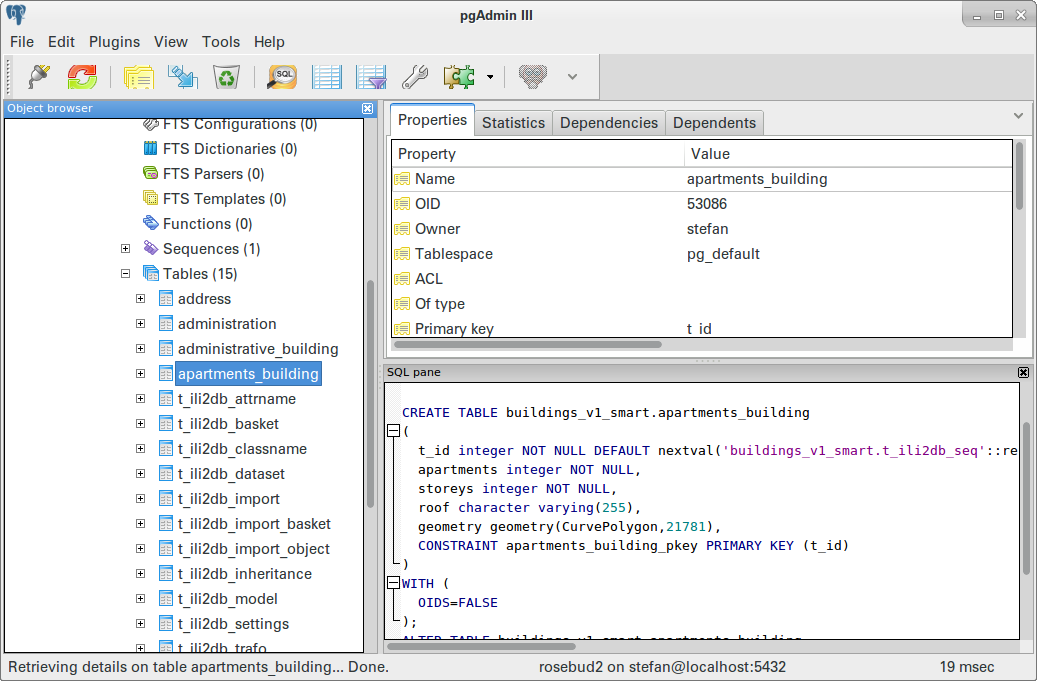 pgAdmin III
File Edit Plugins View Tools Help
SQL
Object browser
FTS Configurations (0)
FTS Dictionaries (0)
FTS Parsers (0)
FTS Templates (0)
Functions (0)
Sequences (1)
Tables (15)
address
administration
administrative_building
apartments_building
t_ili2db_attrname
t_ili2db_basket
t_ili2db_classname
t_ili2db_dataset
t_ili2db_import
t_ili2db_import_basket
t_ili2db_import_object
t_ili2db_inheritance
t_ili2db_model
t_ili2db_settings
t_ili2db_trafo
Properties Statistics Dependencies Dependents
Property Value
Name apartments_building
OID 53086
Owner stefan
Tablespace pg_default
ACL
Of type
Primary key t_id
SQL pane
CREATE TABLE buildings_v1_smart.apartments_building
(
t_id integer NOT NULL DEFAULT nextval('buildings_v1_smart.t_ili2db_seq'::re
apartments integer NOT NULL,
storeys integer NOT NULL,
roof character varying(255),
geometry geometry(CurvePolygon,21781),
CONSTRAINT apartments_building_pkey PRIMARY KEY (t_id)
)
WITH (
OIDS=FALSE
);
ALTER TABLE buildings_v1_smart.apartments_building
Retrieving details on table apartments_building... Done. rosebud2 on stefan@localhost:5432 19 msec